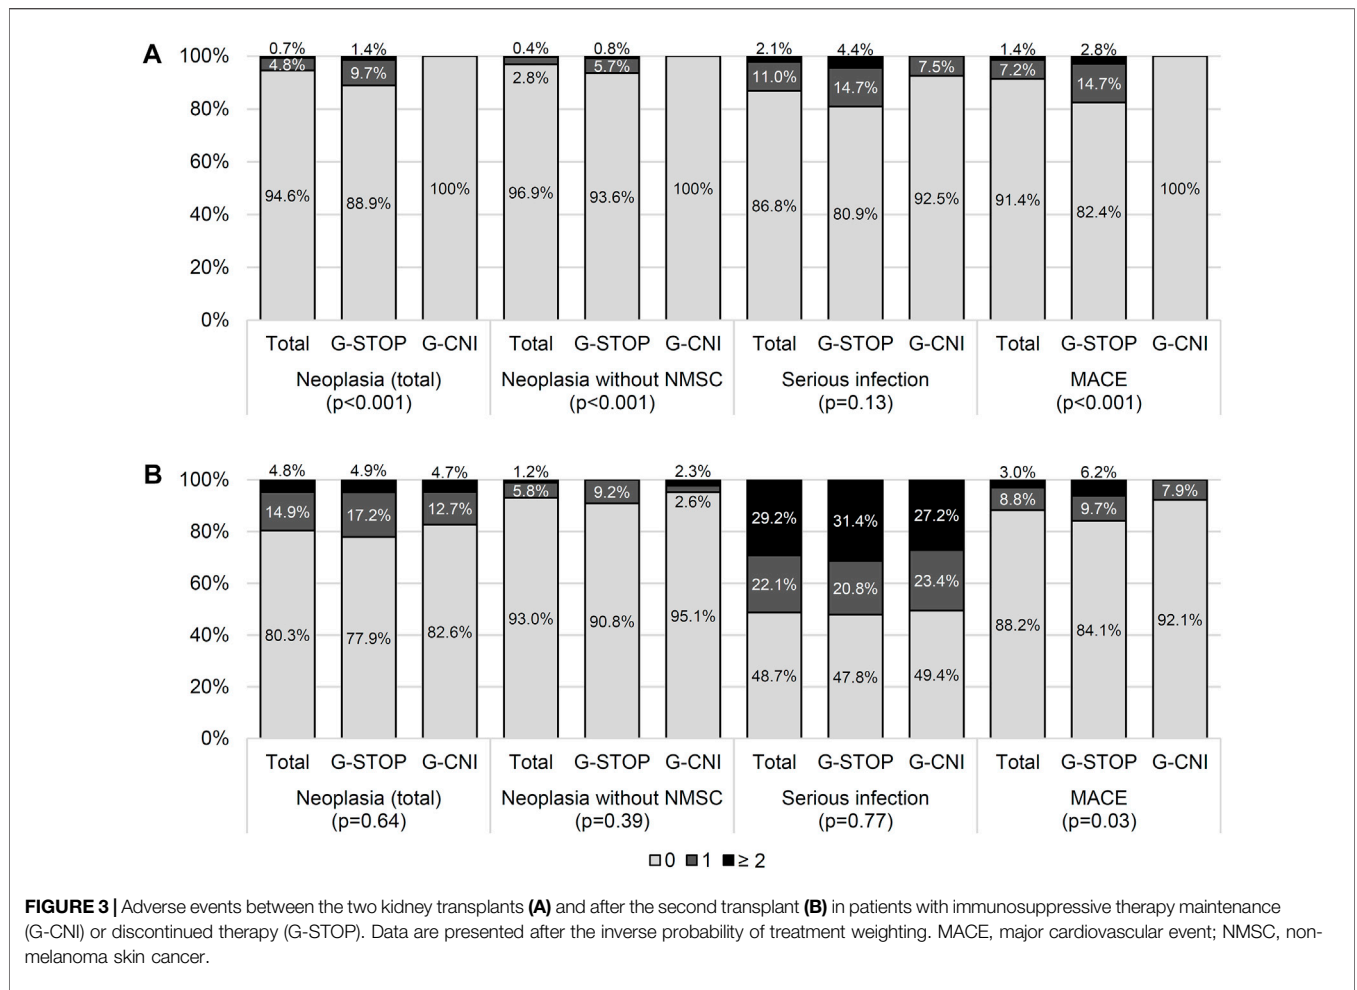 A
0.7% 1.4% 0.4% 0.8% 2.1% 4.4% 1.4% 2.8%
100%
4.8% 9.7% 2.8% 5.7% 11.0% 14.7% 7.5% 7.2% 14.7%
80%
60%
94.6% 88.9% 100% 96.9% 93.6% 100% 86.8% 80.9% 92.5% 91.4% 82.4% 100%
40%
20%
0%
Total G-STOP G-CNI Total G-STOP G-CNI Total G-STOP G-CNI Total G-STOP G-CNI
Neoplasia (total) Neoplasia without NMSC Serious infection MACE
(p<0.001) (p<0.001) (p=0.13) (p<0.001)
B
4.8% 4.9% 4.7% 1.2% 2.3% 3.0% 6.2%
100%
14.9% 17.2% 12.7% 5.8% 9.2% 2.6% 29.2% 31.4% 27.2% 8.8% 9.7% 7.9%
80%
60%
22.1% 20.8% 23.4%
80.3% 77.9% 82.6% 93.0% 90.8% 95.1% 48.7% 47.8% 49.4% 88.2% 84.1% 92.1%
40%
20%
0%
Total G-STOP G-CNI Total G-STOP G-CNI Total G-STOP G-CNI Total G-STOP G-CNI
Neoplasia (total) Neoplasia without NMSC Serious infection MACE
(p=0.64) (p=0.39) (p=0.77) (p=0.03)
0 1 ≥ 2
FIGURE 3 | Adverse events between the two kidney transplants (A) and after the second transplant (B) in patients with immunosuppressive therapy maintenance
(G-CNI) or discontinued therapy (G-STOP). Data are presented after the inverse probability of treatment weighting. MACE, major cardiovascular event; NMSC, non-
melanoma skin cancer.